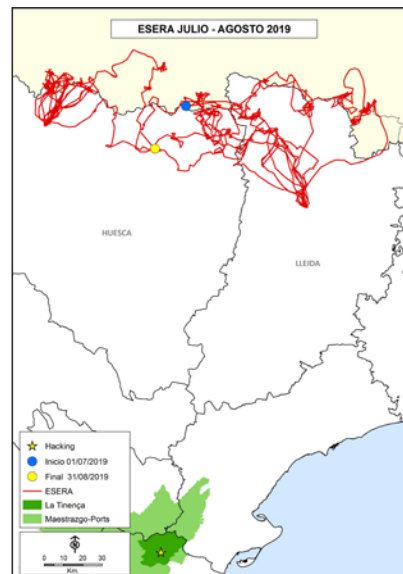 ESERA JULIO - AGOSTO 2019
HUESCA
LLEIDA
Hacking
Inicio 01/07/2019
Final 31/08/2019
ESERA
La Tinença
Maestrazgo-Ports
N
0 10 20 30
Km.